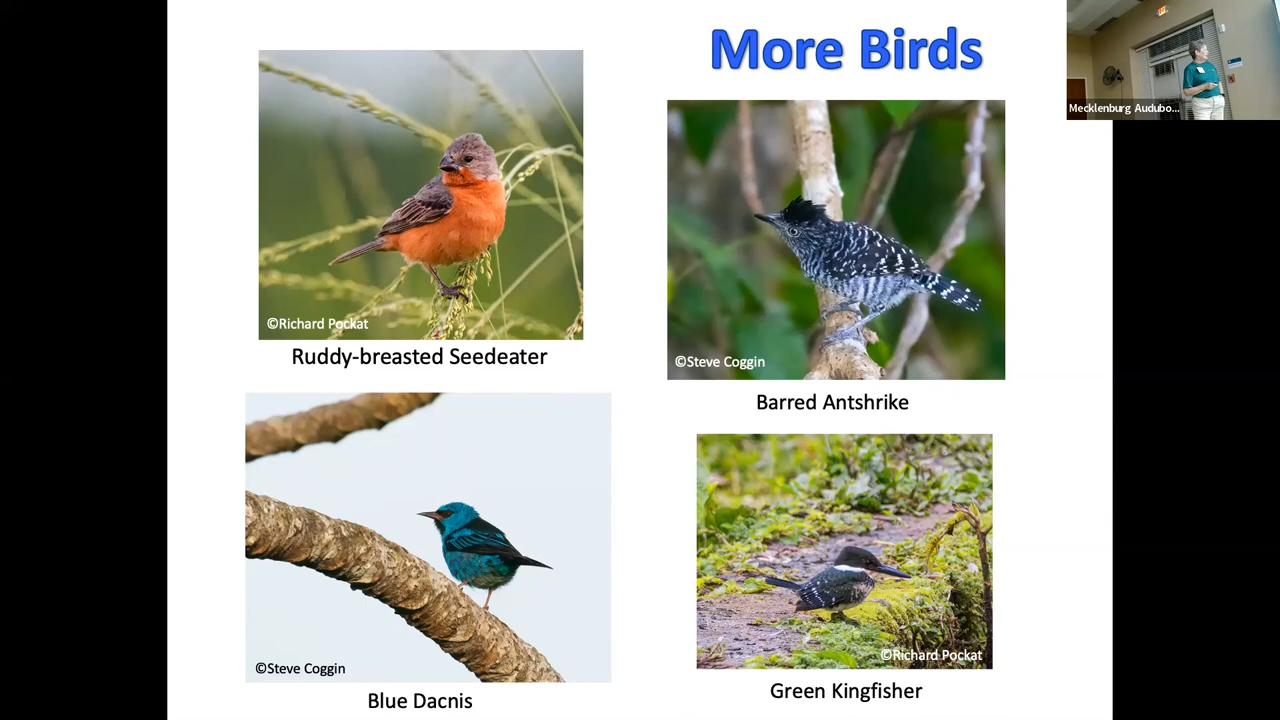 More Birds
©Richard Pockat
Ruddy-breasted Seedeater
©Steve Coggin
Barred Antshrike
©Steve Coggin
Blue Dacnis
©Richard Pockat
Green Kingfisher
Mecklenburg Audubo...